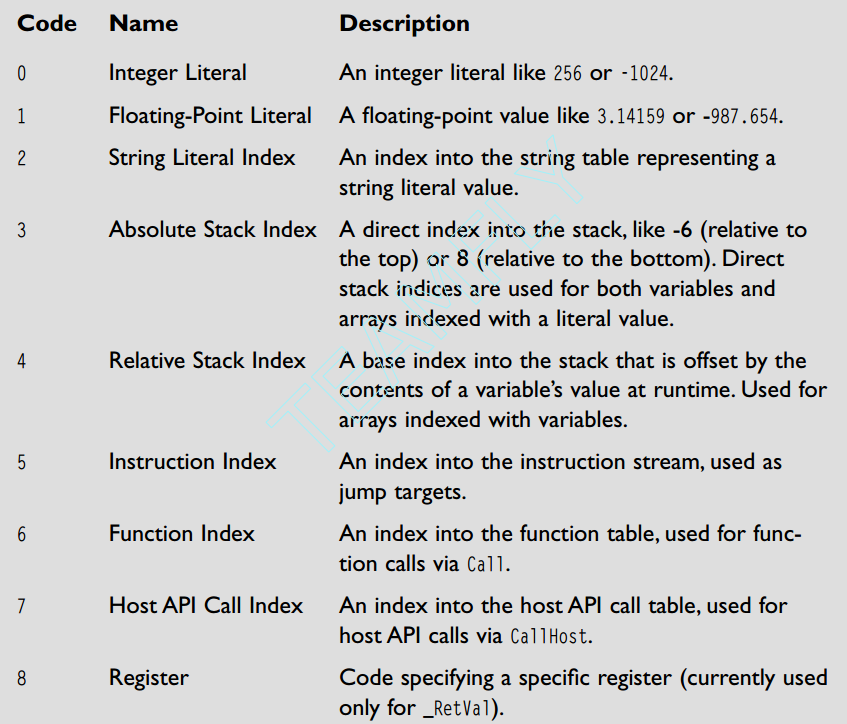 Code Name Description
0 Integer Literal An integer literal like 256 or -1024.
1 Floating-Point Literal A floating-point value like 3.14159 or -987.654.
2 String Literal Index An index into the string table representing a
string literal value.
3 Absolute Stack Index A direct index into the stack, like -6 (relative to
the top) or 8 (relative to the bottom). Direct
stack indices are used for both variables and
arrays indexed with a literal value.
4 Relative Stack Index A base index into the stack that is offset by the
contents of a variable's value at runtime. Used for
arrays indexed with variables.
5 Instruction Index An index into the instruction stream, used as
jump targets.
6 Function Index An index into the function table, used for func-
tion calls via Call.
7 Host API Call Index An index into the host API call table, used for
host API calls via CallHost.
8 Register Code specifying a specific register (currently used
only for _RetVal).
TEAMFLY